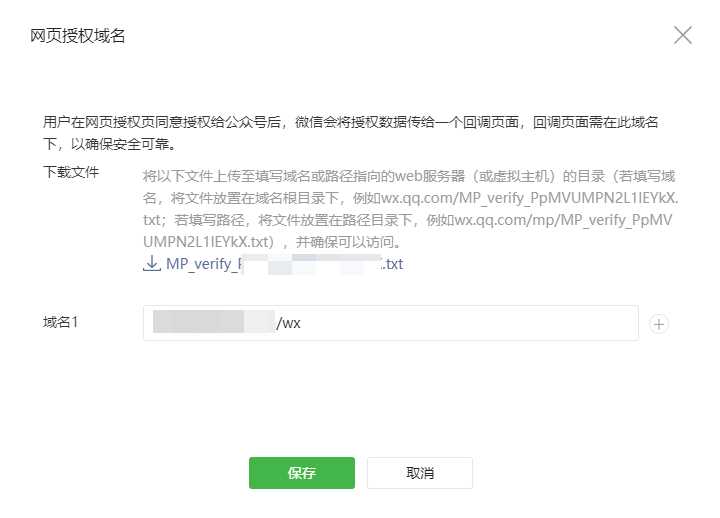 网页授权域名
用户在网页授权页同意授权给公众号后，微信会将授权数据传给一个回调页面，回调页面需在此域名
下，以确保安全可靠。
下载文件
将以下文件上传至填写域名或路径指向的web服务器（或虚拟主机）的目录（若填写域
名，将文件放置在域名根目录下，例如wx.qq.com/MP_verify_PpMVUMPN2L1IEYkX.
txt；若填写路径，将文件放置在路径目录下，例如wx.qq.com/mp/MP_verify_PpMV
UMPN2L1IEYkX.txt），并确保可以访问。
MP_verify_ .txt
域名1
/wx
保存
取消